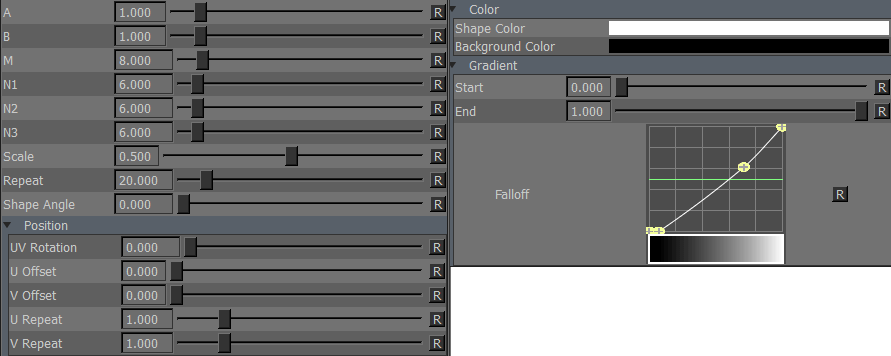 A 1.000 R
B 1.000 R
M 8.000 R
N1 6.000 R
N2 6.000 R
N3 6.000 R
Scale 0.500 R
Repeat 20.000 R
Shape Angle 0.000 R
Position
UV Rotation 0.000 R
U Offset 0.000 R
V Offset 0.000 R
U Repeat 1.000 R
V Repeat 1.000 R
Color
Shape Color
Background Color
Gradient
Start 0.000 R
End 1.000 R
Falloff R